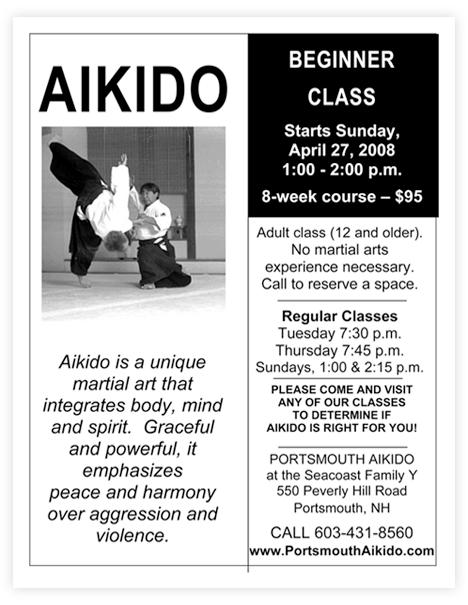 AIKIDO
Aikido is a unique
martial art that
integrates body, mind
and spirit. Graceful
and powerful, it
emphasizes
peace and harmony
over aggression and
violence.
BEGINNER
CLASS
Starts Sunday,
April 27, 2008
1:00 - 2:00 p.m.
8-week course – $95
Adult class (12 and older).
No martial arts
experience necessary.
Call to reserve a space.
Regular Classes
Tuesday 7:30 p.m.
Thursday 7:45 p.m.
Sundays, 1:00 & 2:15 p.m.
PLEASE COME AND VISIT
ANY OF OUR CLASSES
TO DETERMINE IF
AIKIDO IS RIGHT FOR YOU!
PORTSMOUTH AIKIDO
at the Seacoast Family Y
550 Peverly Hill Road
Portsmouth, NH
CALL 603-431-8560
www.PortsmouthAikido.com